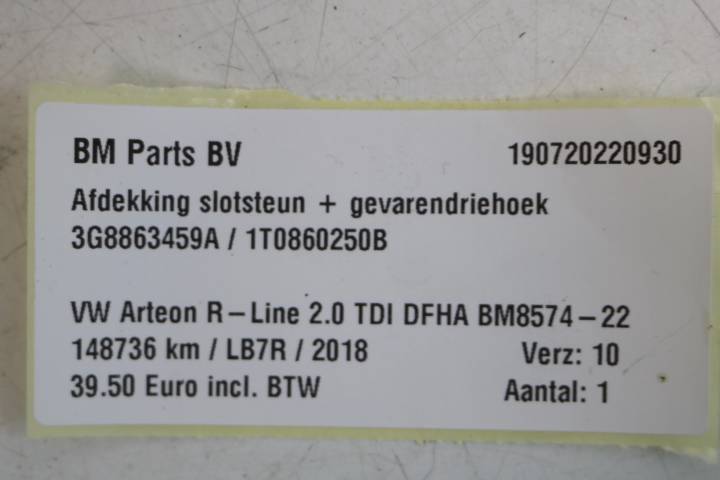 BM Parts BV 190720220930
Afdekking slotsteun + gevarendriehoek
3G8863459A / 1T0860250B
VW Arteon R-Line 2.0 TDI DFHA BM8574-22
148736 km / LB7R / 2018 Verz: 10
39.50 Euro incl. BTW Aantal: 1